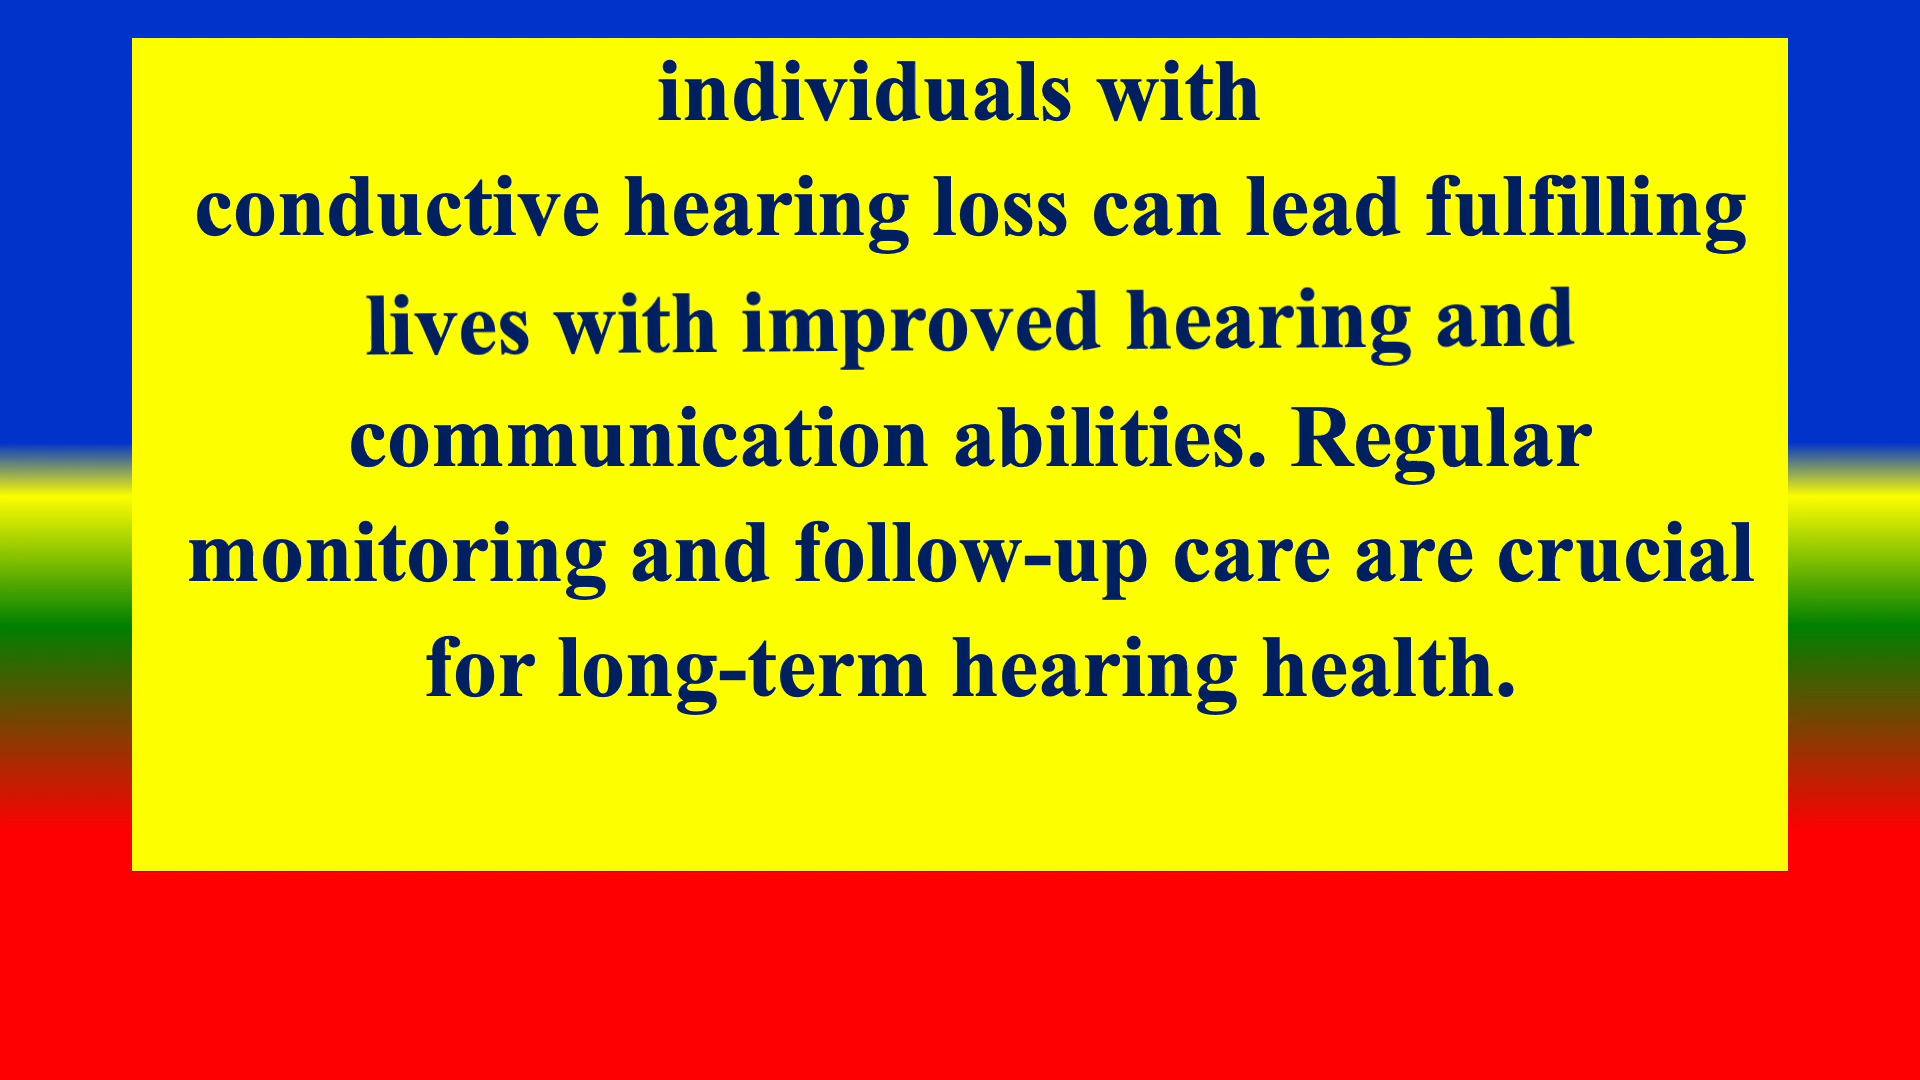 individuals with
conductive hearing loss can lead fulfilling
lives with improved hearing and
communication abilities. Regular
monitoring and follow-up care are crucial
for long-term hearing health.